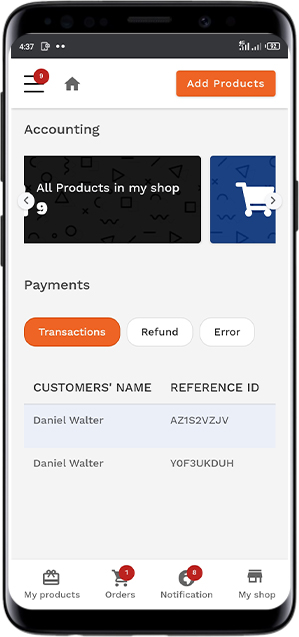 4:37
92
9
Add Products
Accounting
All Products in my shop
9
Payments
Transactions
Refund
Error
CUSTOMERS' NAME REFERENCE ID
Daniel Walter AZ1S2VZJV
Daniel Walter Y0F3UKDUH
1
8
My products
Orders
Notification
My shop